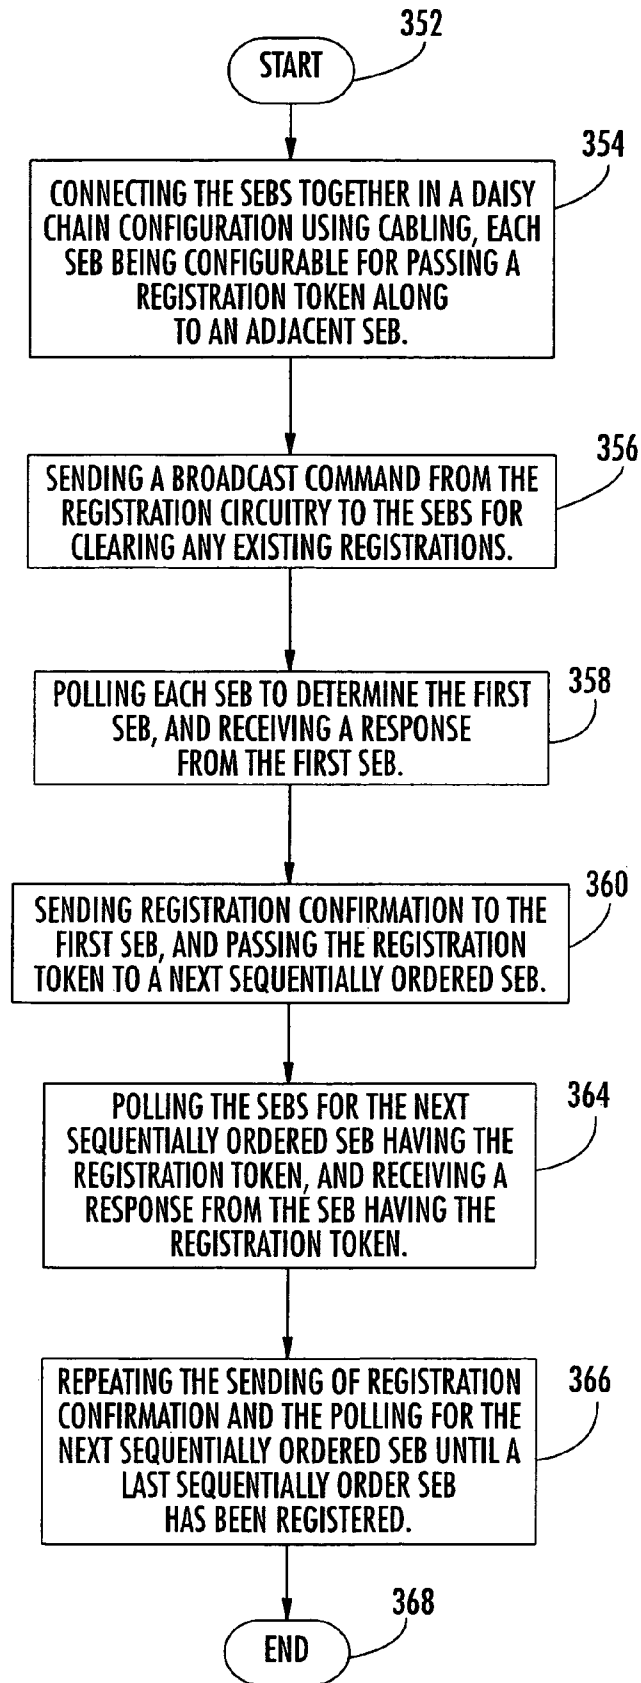 352
START
354
CONNECTING THE SEBS TOGETHER IN A DAISY
CHAIN CONFIGURATION USING CABLING, EACH
SEB BEING CONFIGURABLE FOR PASSING A
REGISTRATION TOKEN ALONG
TO AN ADJACENT SEB.
356
SENDING A BROADCAST COMMAND FROM THE
REGISTRATION CIRCUITRY TO THE SEBS FOR
CLEARING ANY EXISTING REGISTRATIONS.
358
POLLING EACH SEB TO DETERMINE THE FIRST
SEB, AND RECEIVING A RESPONSE
FROM THE FIRST SEB.
360
SENDING REGISTRATION CONFIRMATION TO THE
FIRST SEB, AND PASSING THE REGISTRATION
TOKEN TO A NEXT SEQUENTIALLY ORDERED SEB.
364
POLLING THE SEBS FOR THE NEXT
SEQUENTIALLY ORDERED SEB HAVING THE
REGISTRATION TOKEN, AND RECEIVING A
RESPONSE FROM THE SEB HAVING THE
REGISTRATION TOKEN.
366
REPEATING THE SENDING OF REGISTRATION
CONFIRMATION AND THE POLLING FOR THE
NEXT SEQUENTIALLY ORDERED SEB UNTIL A
LAST SEQUENTIALLY ORDER SEB
HAS BEEN REGISTERED.
368
END